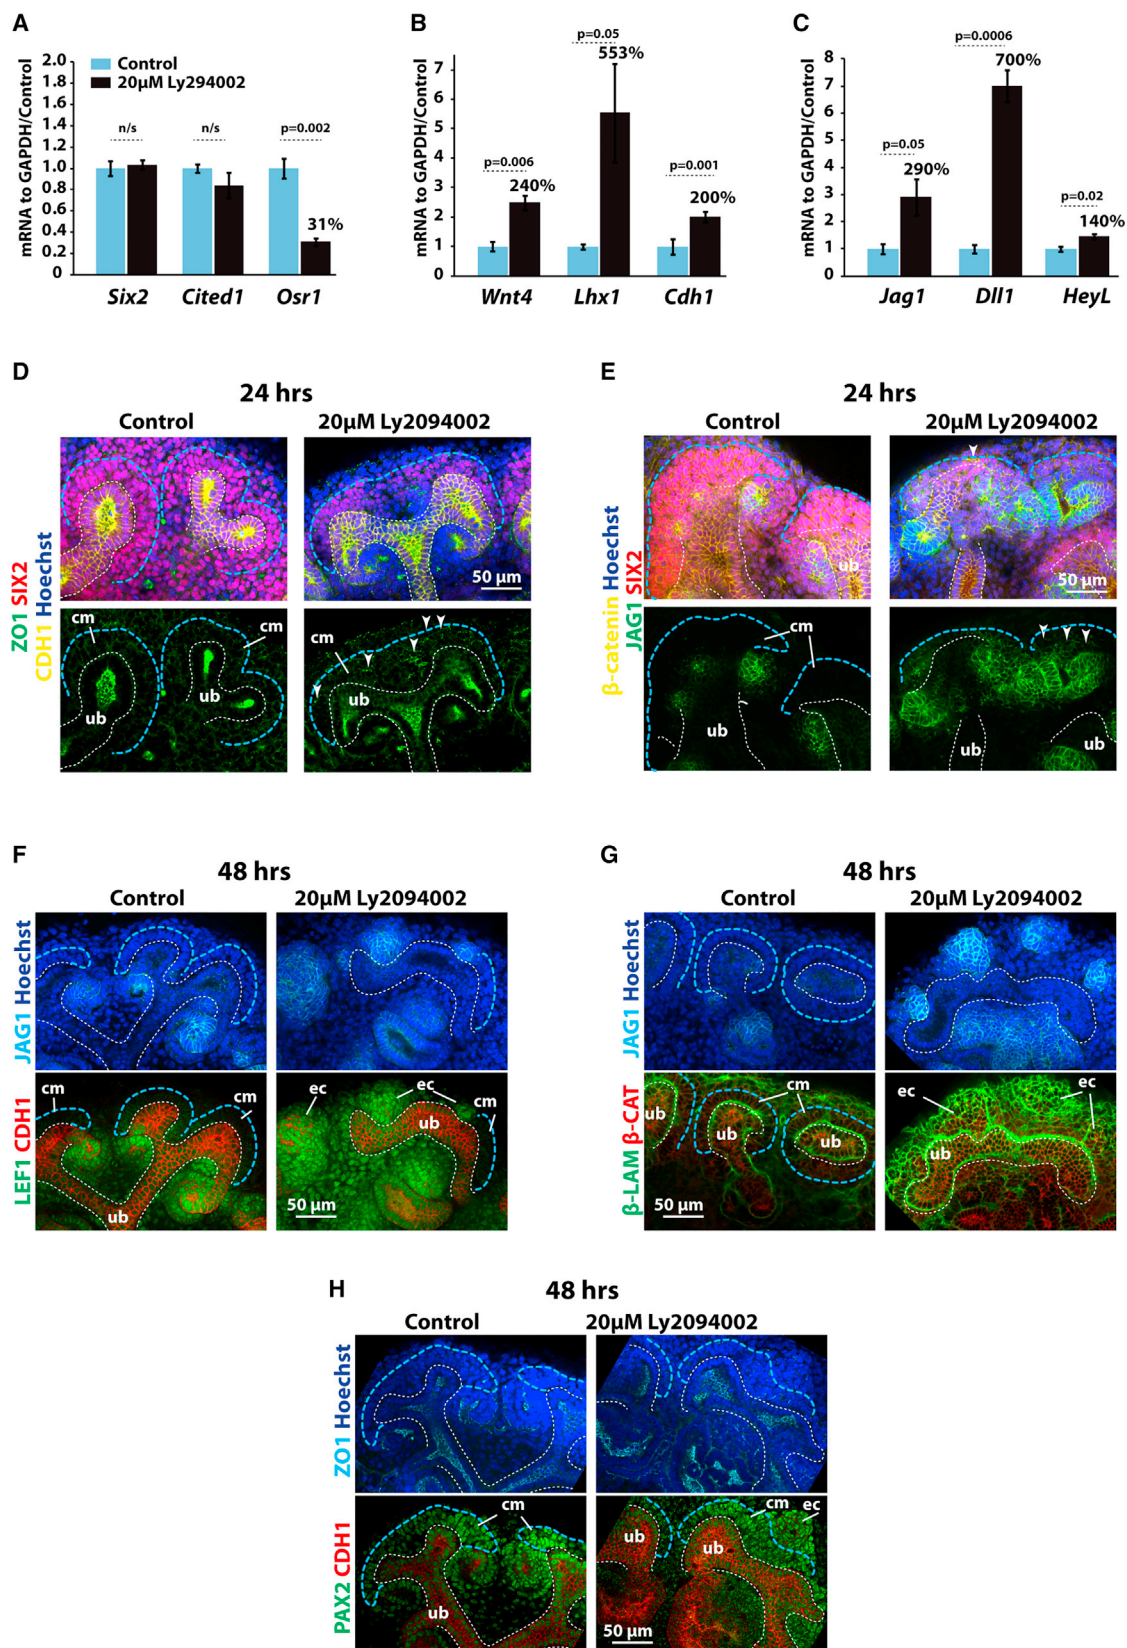 A
mRNA to GAPDH/Control
2.0
1.8
1.6
1.4
1.2
1.0
0.8
0.6
0.4
0.2
0
Control
20µM Ly294002
n/s
n/s
p=0.002
31%
Six2 Cited1 Osr1
B
mRNA to GAPDH/Control
7
6
5
4
3
2
1
0
p=0.05
553%
p=0.006
240%
p=0.001
200%
Wnt4 Lhx1 Cdh1
C
mRNA to GAPDH/Control
8
7
6
5
4
3
2
1
0
p=0.0006
700%
p=0.05
290%
p=0.02
140%
Jag1 Dll1 HeyL
D
24 hrs
Control 20µM Ly2094002
ZO1 SIX2
CDH1 Hoechst
50 µm
cm
cm
ub
ub
cm
ub
E
24 hrs
Control 20µM Ly2094002
β-catenin Hoechst
JAG1 SIX2
ub
50 µm
cm
ub
ub
ub
F
48 hrs
Control 20µM Ly2094002
JAG1 Hoechst
LEF1 CDH1
cm
cm
ub
ec
ec
cm
ub
50 µm
G
48 hrs
Control 20µM Ly2094002
JAG1 Hoechst
β-LAM β-CAT
ub
cm
ub
ub
50 µm
ec
ec
ub
H
48 hrs
Control 20µM Ly2094002
ZO1 Hoechst
PAX2 CDH1
cm
ub
cm
ec
ub
ub
50 µm